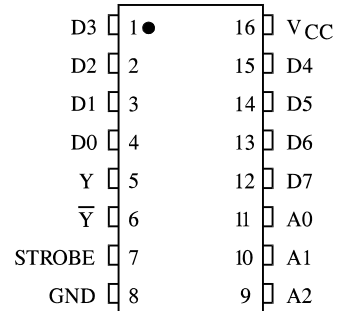 D3 1 16 VCC
D2 2 15 D4
D1 3 14 D5
D0 4 13 D6
Y 5 12 D7
Y̅ 6 11 A0
STROBE 7 10 A1
GND 8 9 A2